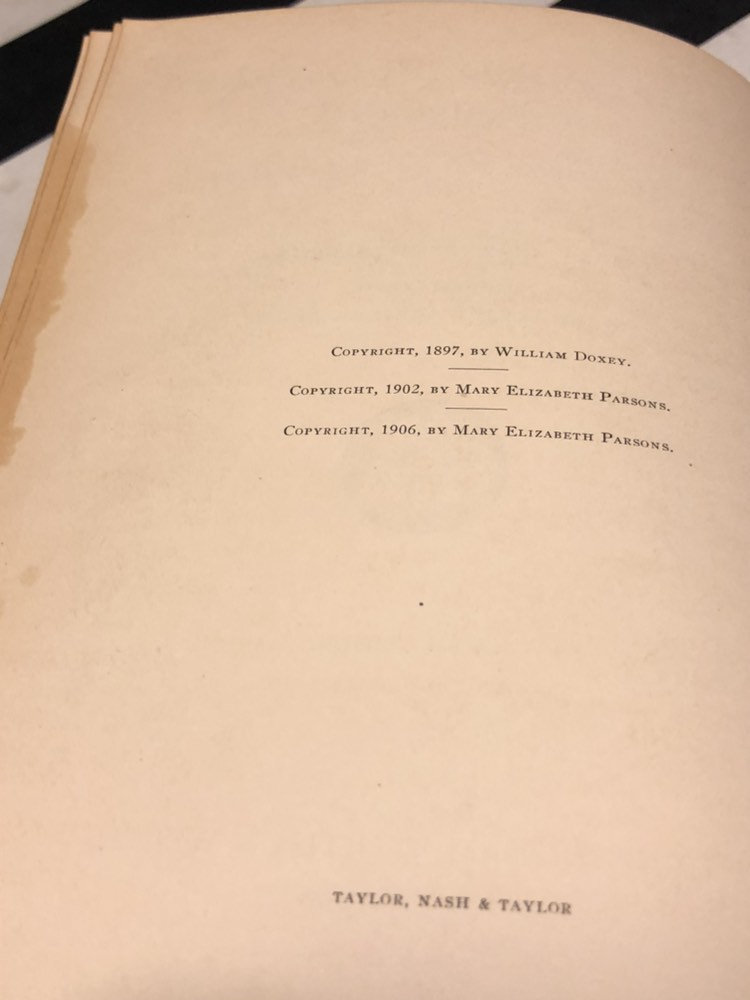 Copyright, 1897, by William Doxey.
Copyright, 1902, by Mary Elizabeth Parsons.
Copyright, 1906, by Mary Elizabeth Parsons.
TAYLOR, NASH & TAYLOR